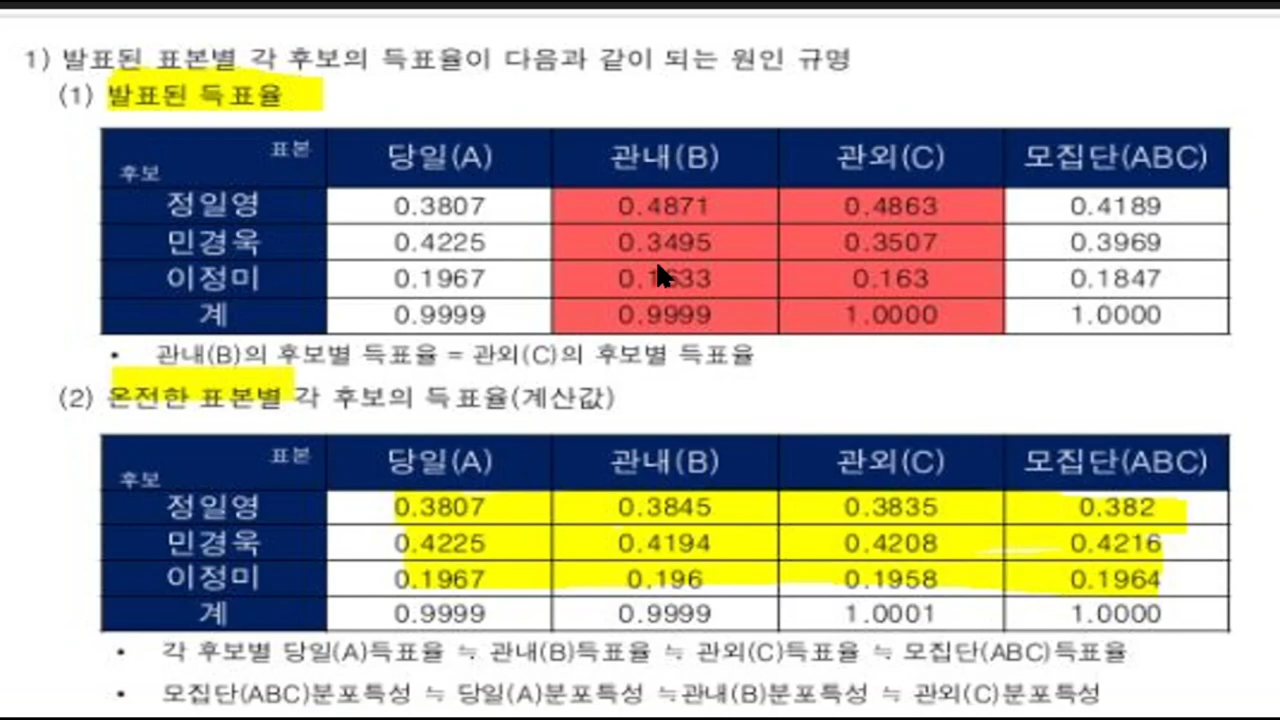 1) 발표된 표본별 각 후보의 득표율이 다음과 같이 되는 원인 규명
(1) 발표된 득표율
표본 후보 당일(A) 관내(B) 관외(C) 모집단(ABC)
정일영 0.3807 0.4871 0.4863 0.4189
민경욱 0.4225 0.3495 0.3507 0.3969
이정미 0.1967 0.1633 0.163 0.1847
계 0.9999 0.9999 1.0000 1.0000
• 관내(B)의 후보별 득표율 = 관외(C)의 후보별 득표율
(2) 온전한 표본별 각 후보의 득표율(계산값)
표본 후보 당일(A) 관내(B) 관외(C) 모집단(ABC)
정일영 0.3807 0.3845 0.3835 0.382
민경욱 0.4225 0.4194 0.4208 0.4216
이정미 0.1967 0.196 0.1958 0.1964
계 0.9999 0.9999 1.0001 1.0000
• 각 후보별 당일(A)득표율 ≒ 관내(B)득표율 ≒ 관외(C)득표율 ≒ 모집단(ABC)득표율
• 모집단(ABC)분포특성 ≒ 당일(A)분포특성 ≒관내(B)분포특성 ≒ 관외(C)분포특성